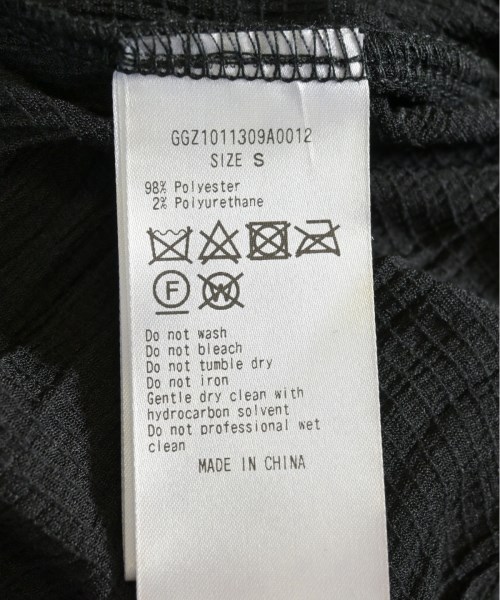 GGZ1011309A0012
SIZE S
98% Polyester
2% Polyurethane
F
W
Do not wash
Do not bleach
Do not tumble dry
Do not iron
Gentle dry clean with
hydrocarbon solvent
Do not professional wet
clean
MADE IN CHINA